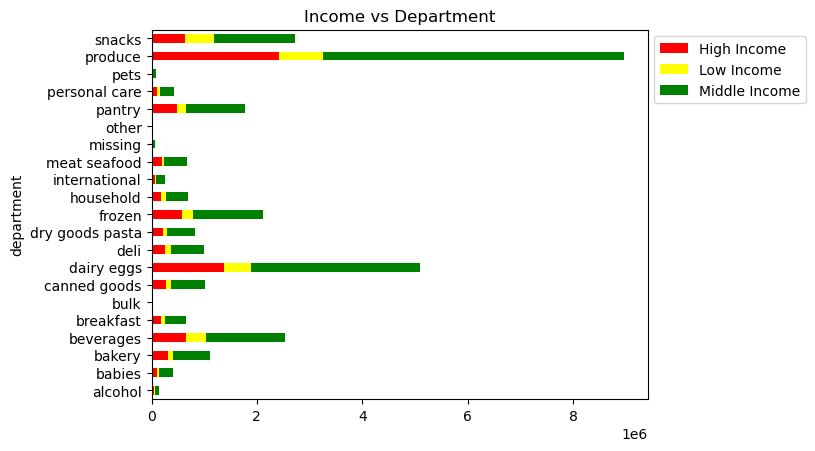 Income vs Department
High Income
Low Income
Middle Income
department
snacks
produce
pets
personal care
pantry
other
missing
meat seafood
international
household
frozen
dry goods pasta
deli
dairy eggs
canned goods
bulk
breakfast
beverages
bakery
babies
alcohol
0 2 4 6 8
1e6